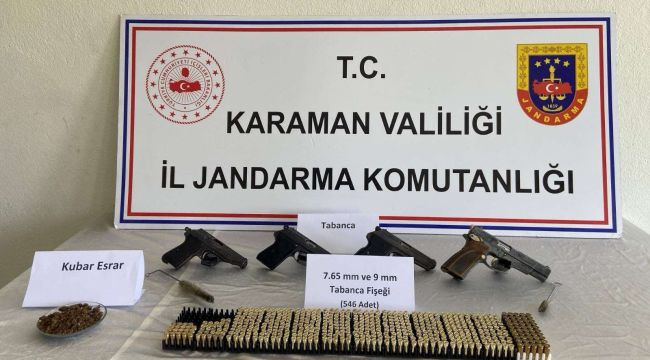 T.C.
KARAMAN VALİLİĞİ
İL JANDARMA KOMUTANLIĞI
JANDARMA
1839
Tabanca
Kubar Esrar
7.65 mm ve 9 mm
Tabanca Fişeği
(546 Adet)